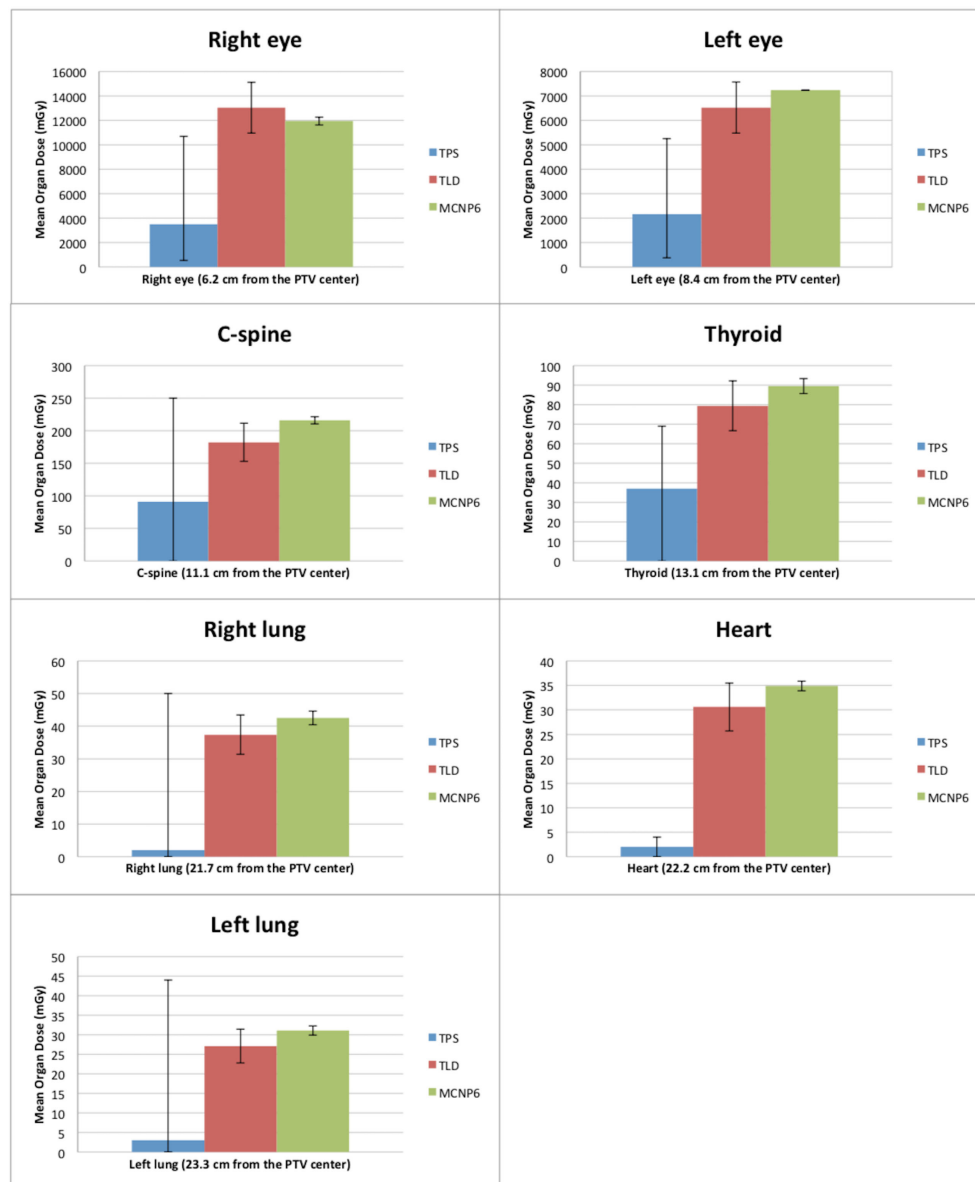 Right eye
Mean Organ Dose (mGy)
16000
14000
12000
10000
8000
6000
4000
2000
0
TPS
TLD
MCNP6
Right eye (6.2 cm from the PTV center)
Left eye
Mean Organ Dose (mGy)
8000
7000
6000
5000
4000
3000
2000
1000
0
TPS
TLD
MCNP6
Left eye (8.4 cm from the PTV center)
C-spine
Mean Organ Dose (mGy)
300
250
200
150
100
50
0
TPS
TLD
MCNP6
C-spine (11.1 cm from the PTV center)
Thyroid
Mean Organ Dose (mGy)
100
90
80
70
60
50
40
30
20
10
0
TPS
TLD
MCNP6
Thyroid (13.1 cm from the PTV center)
Right lung
Mean Organ Dose (mGy)
60
50
40
30
20
10
0
TPS
TLD
MCNP6
Right lung (21.7 cm from the PTV center)
Heart
Mean Organ Dose (mGy)
40
35
30
25
20
15
10
5
0
TPS
TLD
MCNP6
Heart (22.2 cm from the PTV center)
Left lung
Mean Organ Dose (mGy)
50
45
40
35
30
25
20
15
10
5
0
TPS
TLD
MCNP6
Left lung (23.3 cm from the PTV center)